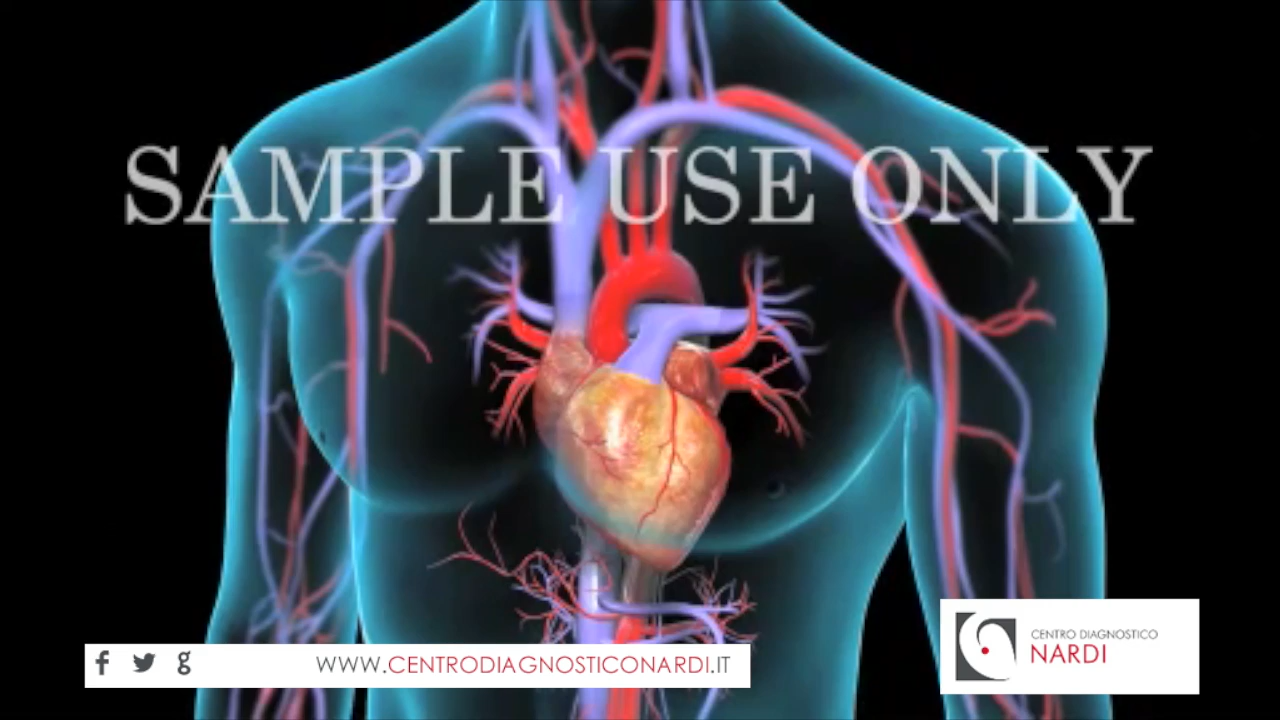 SAMPLE USE ONLY
WWW.CENTRODIAGNOSTICONARDI.IT
CENTRO DIAGNOSTICO
NARDI